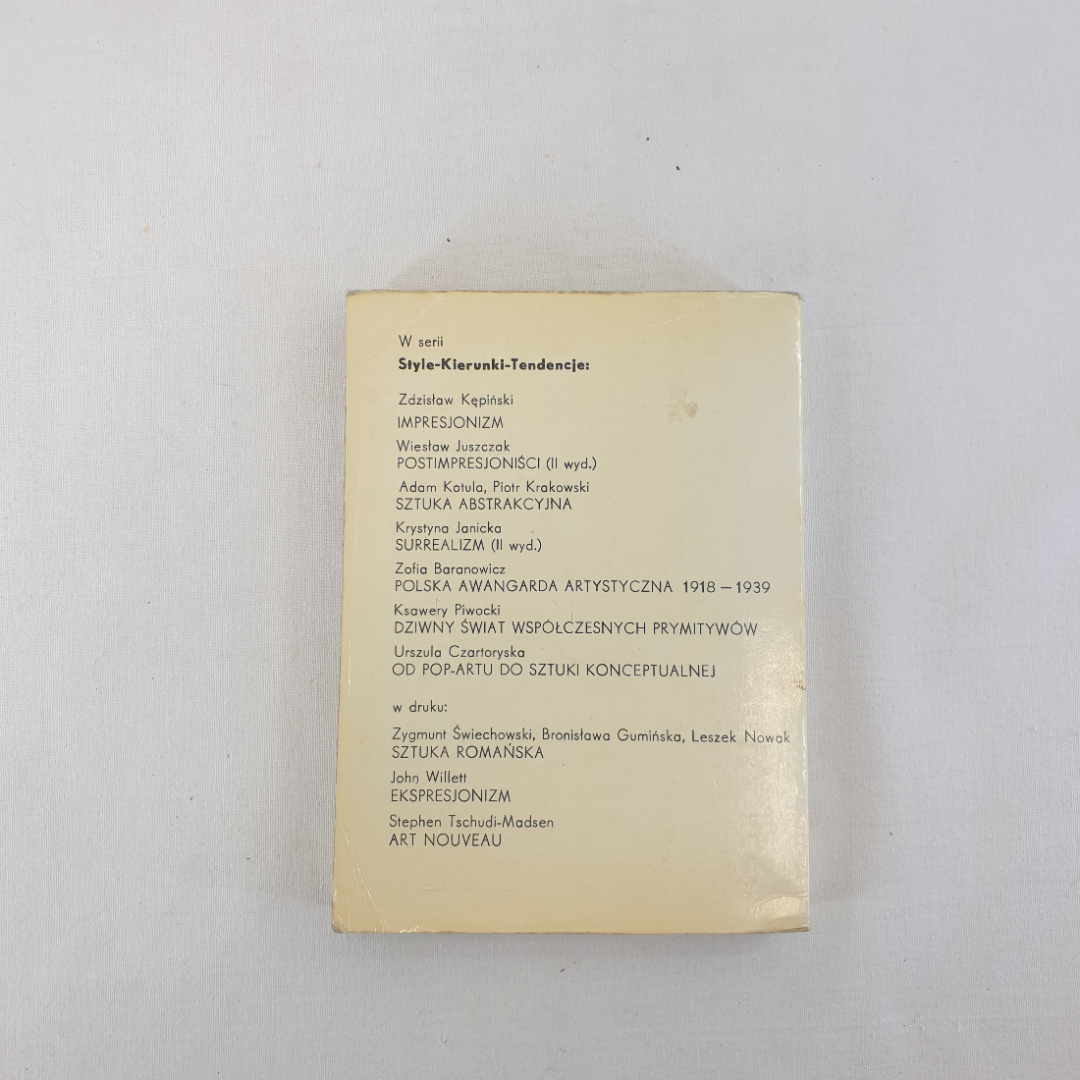 W serii
Style-Kierunki-Tendencje:
Zdzisław Kępiński
IMPRESJONIZM
Wiesław Juszczak
POSTIMPRESJONIŚCI (II wyd.)
Adam Kotula, Piotr Krakowski
SZTUKA ABSTRAKCYJNA
Krystyna Janicka
SURREALIZM (II wyd.)
Zofia Baranowicz
POLSKA AWANGARDA ARTYSTYCZNA 1918 – 1939
Ksawery Piwocki
DZIWNY ŚWIAT WSPÓŁCZESNYCH PRYMITYWÓW
Urszula Czartoryska
OD POP-ARTU DO SZTUKI KONCEPTUALNEJ
w druku:
Zygmunt Świechowski, Bronisława Gumińska, Leszek Nowak
SZTUKA ROMAŃSKA
John Willett
EKSPRESJONIZM
Stephen Tschudi-Madsen
ART NOUVEAU